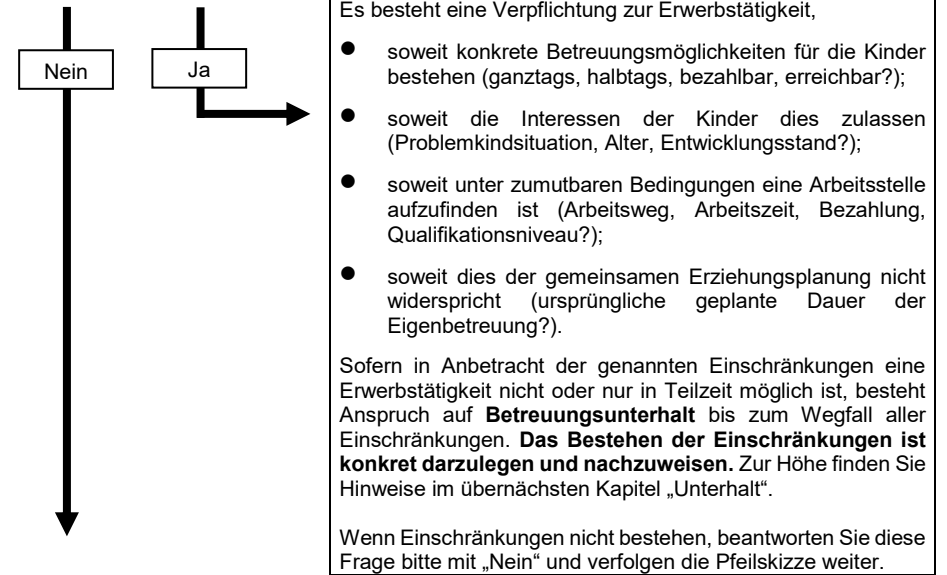 Nein
Ja
Es besteht eine Verpflichtung zur Erwerbstätigkeit,
● soweit konkrete Betreuungsmöglichkeiten für die Kinder
bestehen (ganztags, halbtags, bezahlbar, erreichbar?);
● soweit die Interessen der Kinder dies zulassen
(Problemkindsituation, Alter, Entwicklungsstand?);
● soweit unter zumutbaren Bedingungen eine Arbeitsstelle
aufzufinden ist (Arbeitsweg, Arbeitszeit, Bezahlung,
Qualifikationsniveau?);
● soweit dies der gemeinsamen Erziehungsplanung nicht
widerspricht (ursprüngliche geplante Dauer der
Eigenbetreuung?).
Sofern in Anbetracht der genannten Einschränkungen eine
Erwerbstätigkeit nicht oder nur in Teilzeit möglich ist, besteht
Anspruch auf Betreuungsunterhalt bis zum Wegfall aller
Einschränkungen. Das Bestehen der Einschränkungen ist
konkret darzulegen und nachzuweisen. Zur Höhe finden Sie
Hinweise im übernächsten Kapitel „Unterhalt“.
Wenn Einschränkungen nicht bestehen, beantworten Sie diese
Frage bitte mit „Nein“ und verfolgen die Pfeilskizze weiter.